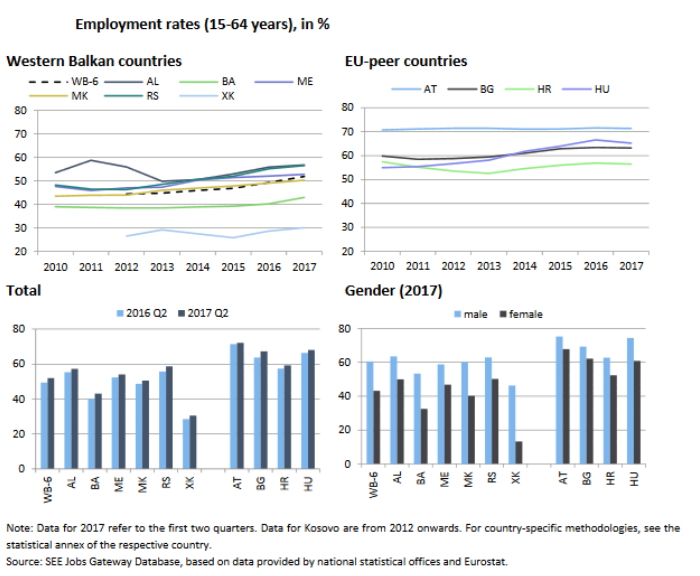 Employment rates (15-64 years), in %
Western Balkan countries
WB-6 AL BA ME
MK RS XK
80
70
60
50
40
30
20
2010 2011 2012 2013 2014 2015 2016 2017
EU-peer countries
AT BG HR HU
80
70
60
50
40
30
20
2010 2011 2012 2013 2014 2015 2016 2017
Total
2016 Q2 2017 Q2
80
60
40
20
0
WB-6 AL BA ME MK RS XK AT BG HR HU
Gender (2017)
male female
80
60
40
20
0
WB-6 AL BA ME MK RS XK AT BG HR HU
Note: Data for 2017 refer to the first two quarters. Data for Kosovo are from 2012 onwards. For country-specific methodologies, see the
statistical annex of the respective country.
Source: SEE Jobs Gateway Database, based on data provided by national statistical offices and Eurostat.